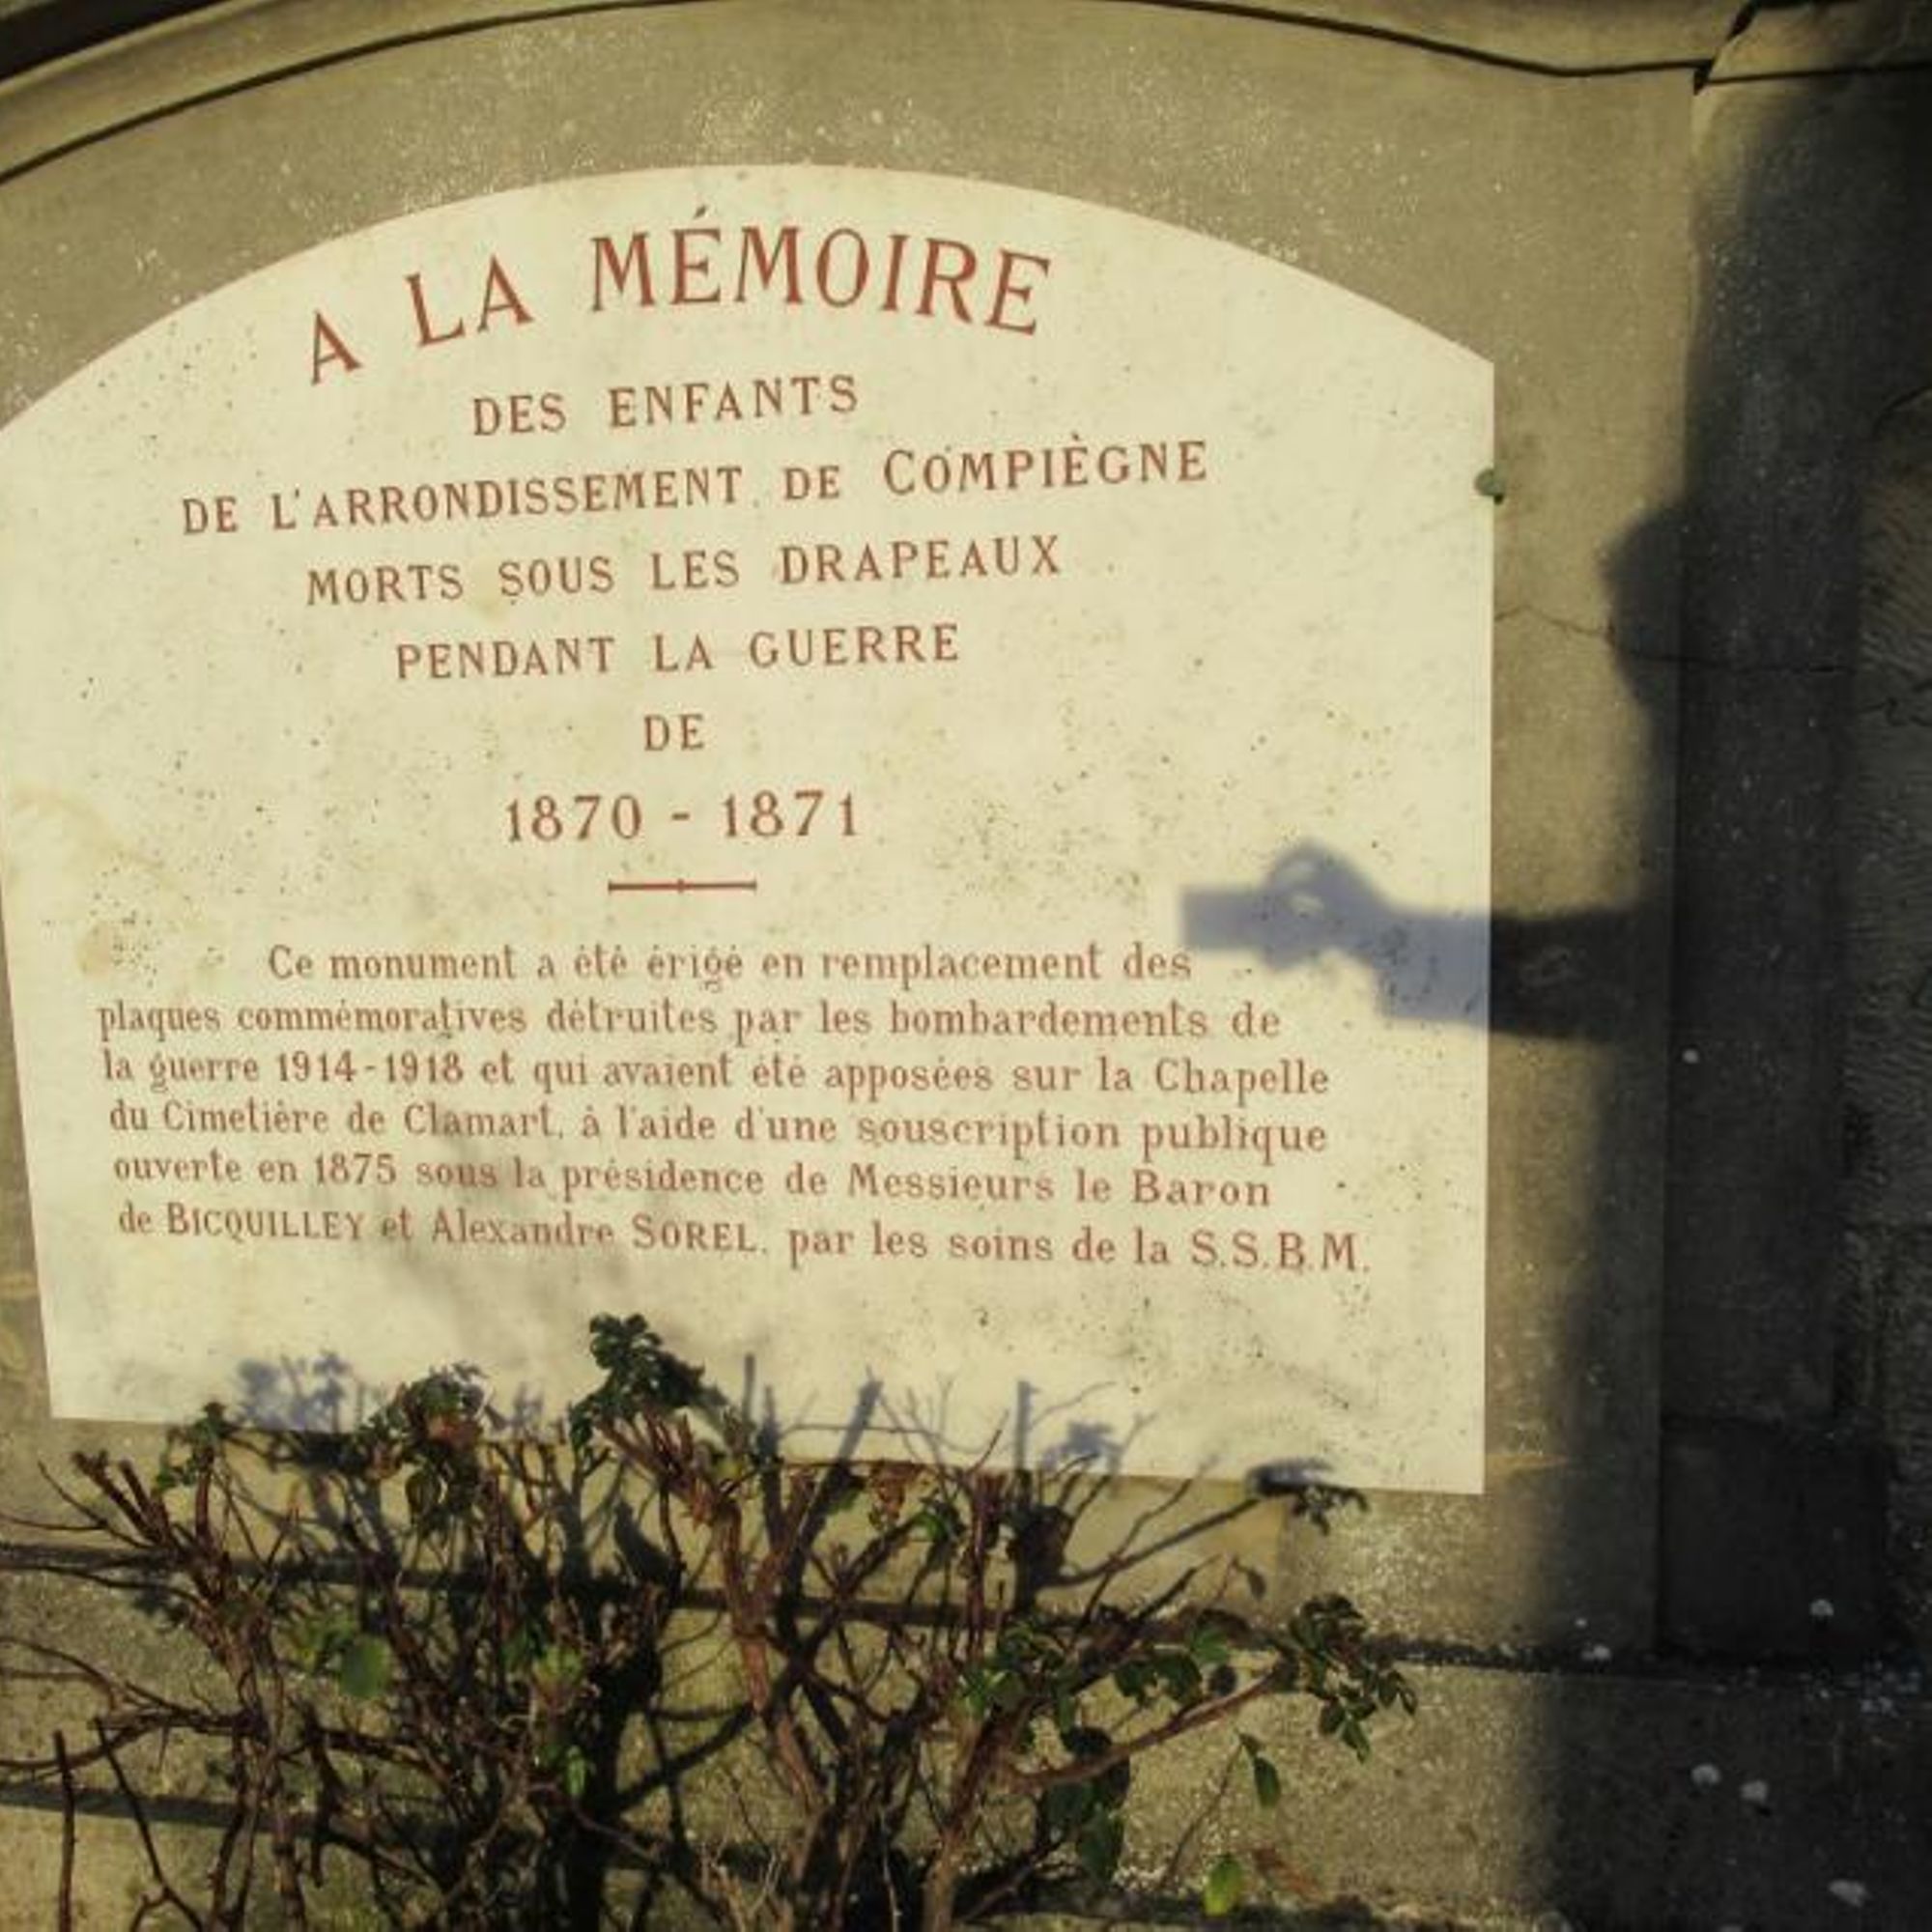 A LA MÉMOIRE
DES ENFANTS
DE L'ARRONDISSEMENT DE COMPIÈGNE
MORTS SOUS LES DRAPEAUX
PENDANT LA GUERRE
DE
1870 - 1871
Ce monument a été érigé en remplacement des
plaques commémoratives détruites par les bombardements de
la guerre 1914-1918 et qui avaient été apposées sur la Chapelle
du Cimetière de Clamart, à l'aide d'une souscription publique
ouverte en 1875 sous la présidence de Messieurs le Baron
de BICQUILLEY et Alexandre SOREL, par les soins de la S.S.B.M.